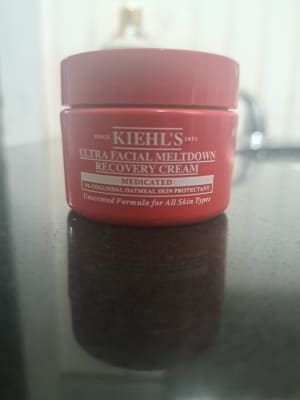 SINCE KIEHL'S 1851
ULTRA FACIAL MELTDOWN
RECOVERY CREAM
MEDICATED
1% COLLOIDAL OATMEAL SKIN PROTECTANT
Unscented Formula for All Skin Types